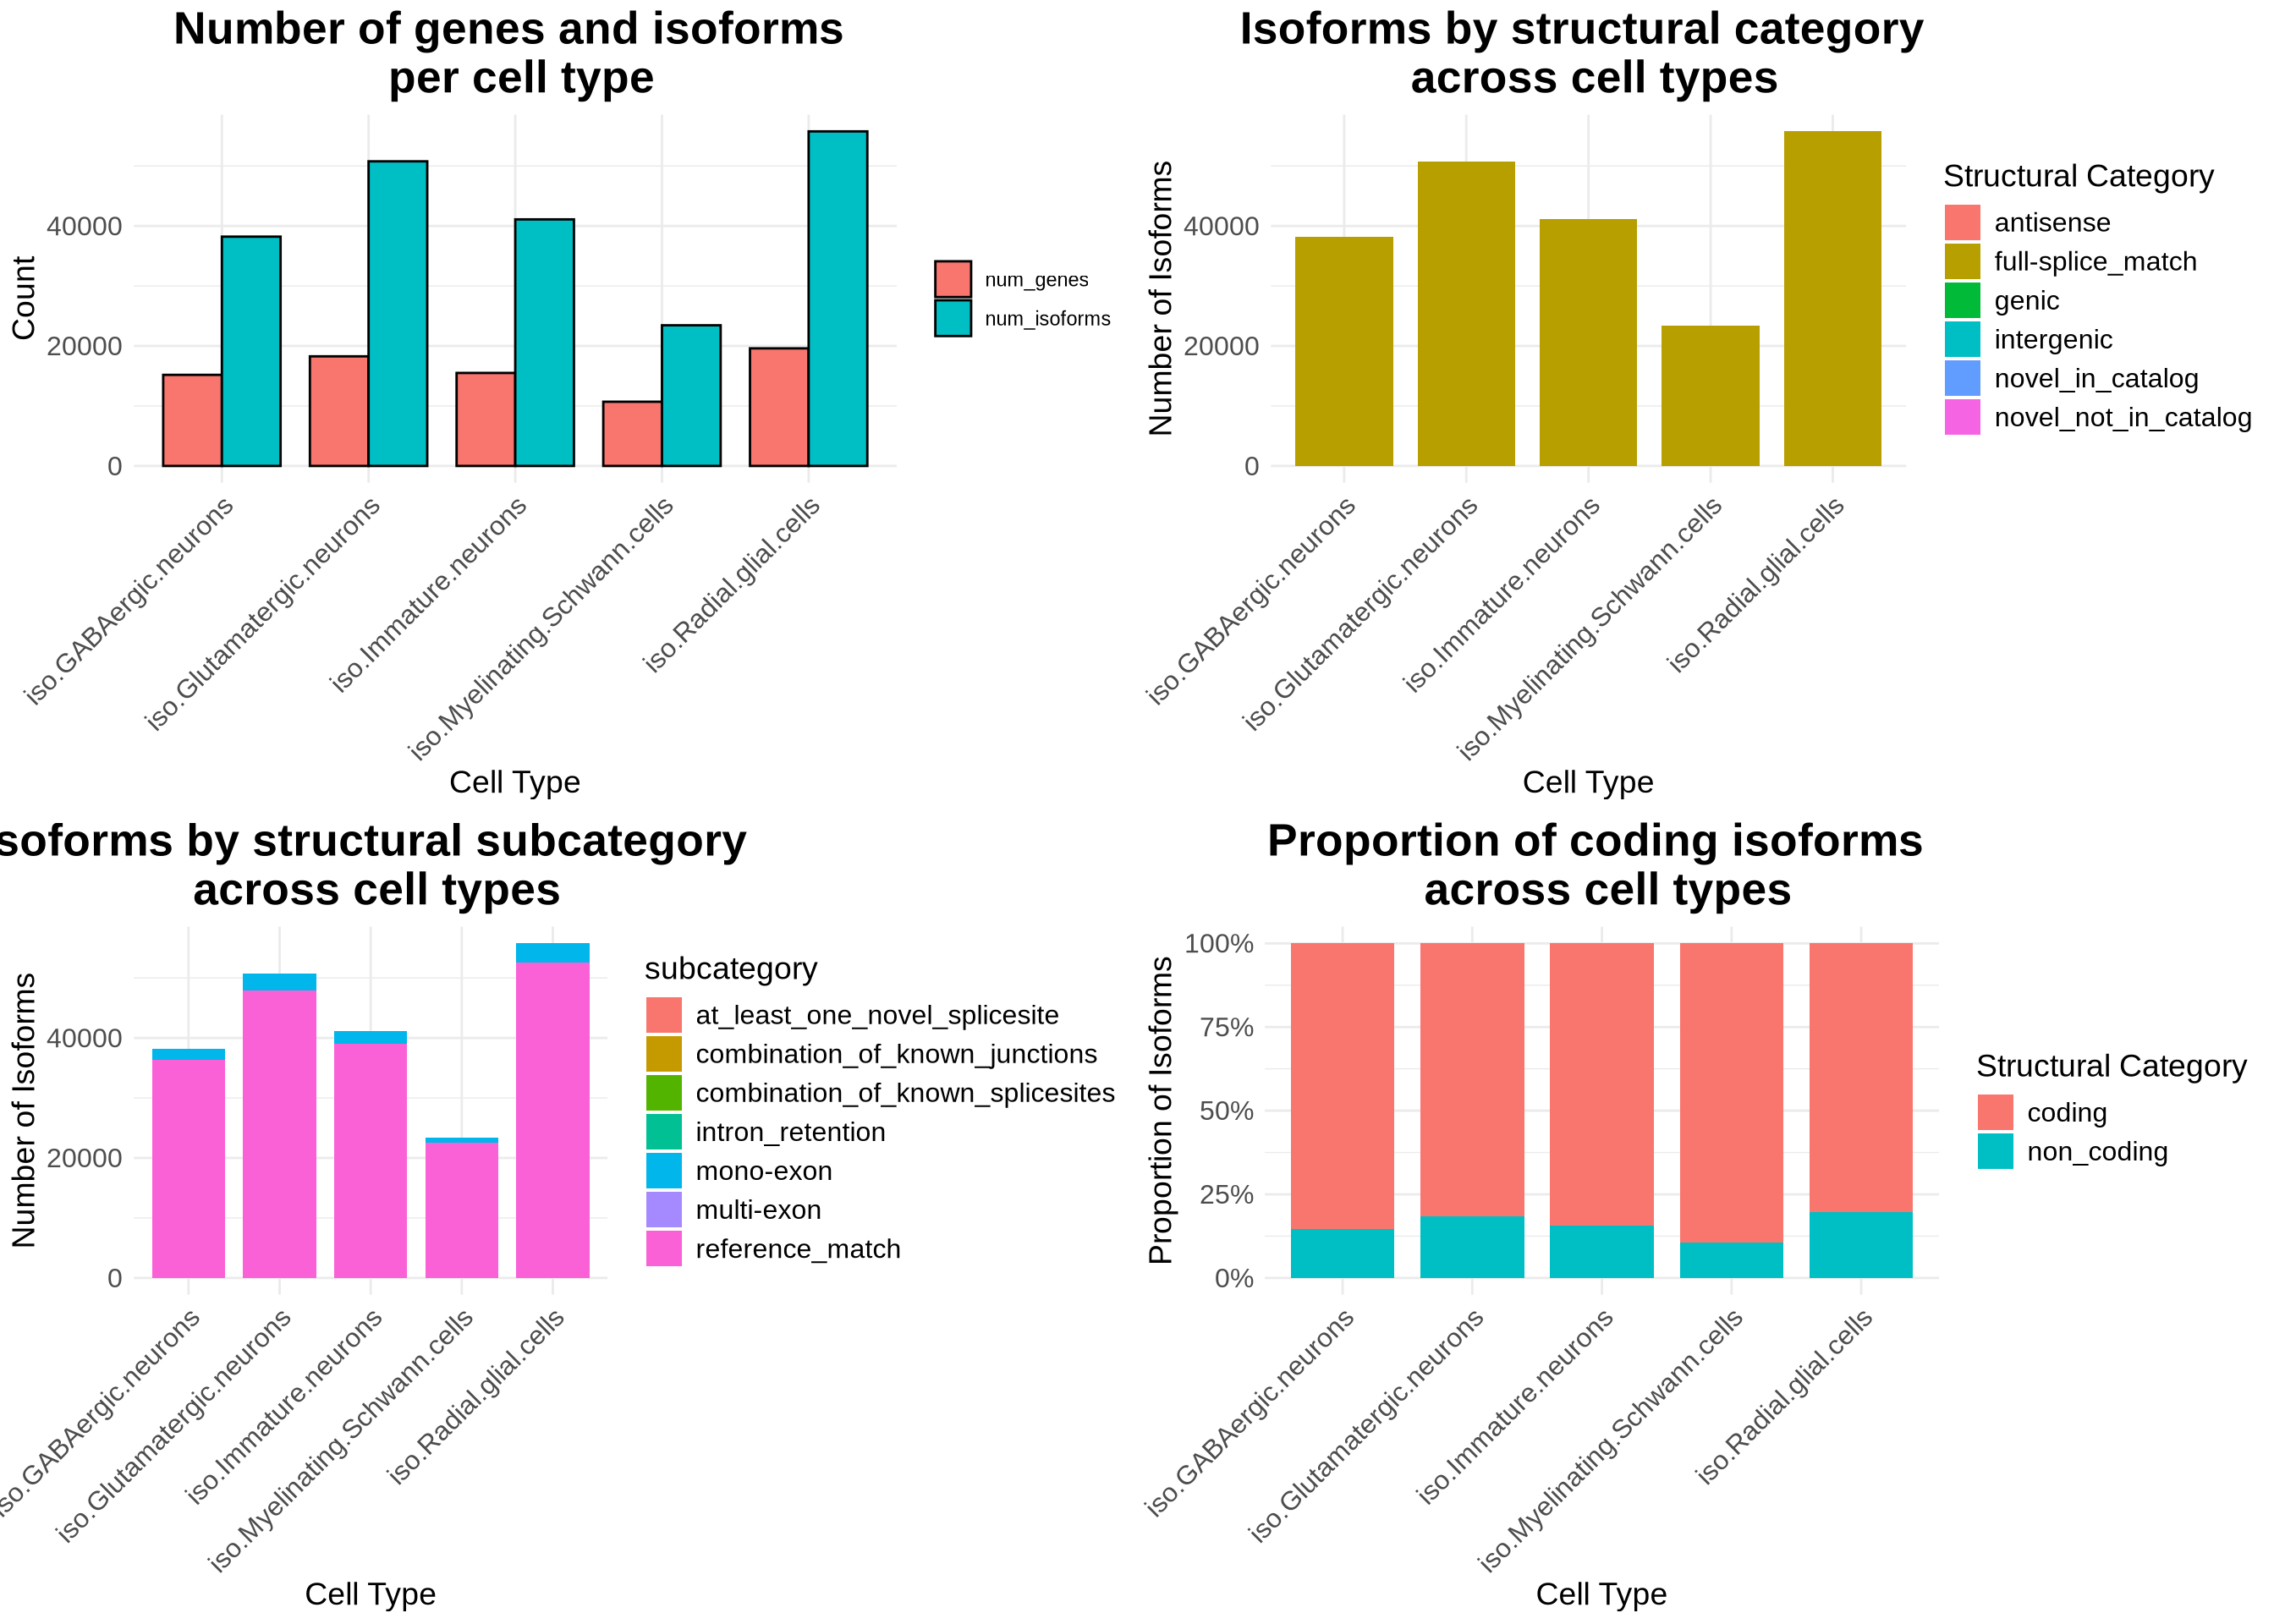 Number of genes and isoforms
per cell type
Count
40000
20000
0
iso.GABAergic.neurons
iso.Glutamatergic.neurons
iso.Immature.neurons
iso.Myelinating.Schwann.cells
iso.Radial.glial.cells
Cell Type
num_genes
num_isoforms
Isoforms by structural category
across cell types
Number of Isoforms
40000
20000
0
iso.GABAergic.neurons
iso.Glutamatergic.neurons
iso.Immature.neurons
iso.Myelinating.Schwann.cells
iso.Radial.glial.cells
Cell Type
Structural Category
antisense
full-splice_match
genic
intergenic
novel_in_catalog
novel_not_in_catalog
soforms by structural subcategory
across cell types
Number of Isoforms
40000
20000
0
iso.GABAergic.neurons
iso.Glutamatergic.neurons
iso.Immature.neurons
iso.Myelinating.Schwann.cells
iso.Radial.glial.cells
Cell Type
subcategory
at_least_one_novel_splicesite
combination_of_known_junctions
combination_of_known_splicesites
intron_retention
mono-exon
multi-exon
reference_match
Proportion of coding isoforms
across cell types
Proportion of Isoforms
100%
75%
50%
25%
0%
iso.GABAergic.neurons
iso.Glutamatergic.neurons
iso.Immature.neurons
iso.Myelinating.Schwann.cells
iso.Radial.glial.cells
Cell Type
Structural Category
coding
non_coding